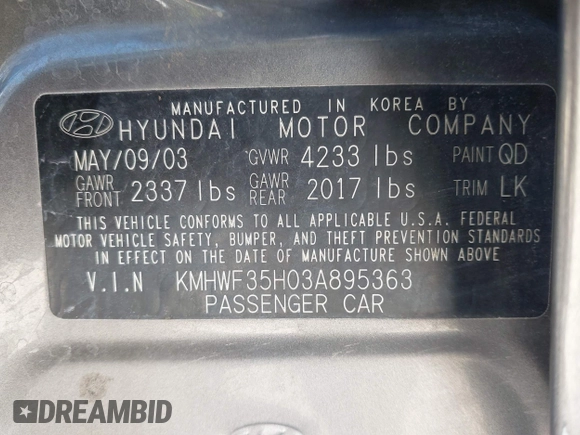 MANUFACTURED IN KOREA BY
HYUNDAI MOTOR COMPANY
MAY/09/03 GVWR 4233 lbs PAINT QD
GAWR FRONT 2337 lbs GAWR REAR 2017 lbs TRIM LK
THIS VEHICLE CONFORMS TO ALL APPLICABLE U.S.A. FEDERAL
MOTOR VEHICLE SAFETY, BUMPER, AND THEFT PREVENTION STANDARDS
IN EFFECT ON THE DATE OF MANUFACTURE SHOWN ABOVE.
V.I.N KMHWF35H03A895363
PASSENGER CAR
DREAMBID